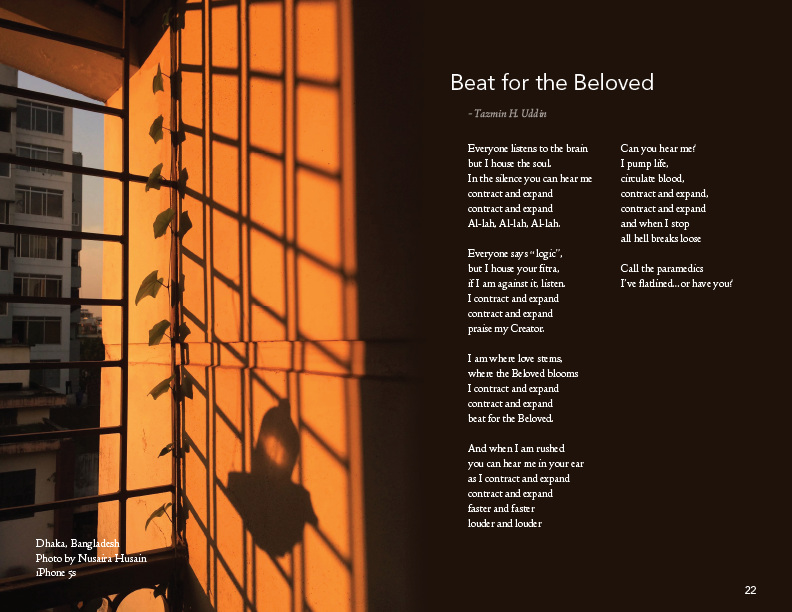 Beat for the Beloved
- Tazmin H. Uddin
Everyone listens to the brain
but I house the soul.
In the silence you can hear me
contract and expand
contract and expand
Al-lah, Al-lah, Al-lah.
Everyone says “logic”,
but I house your fitra,
if I am against it, listen.
I contract and expand
contract and expand
praise my Creator.
I am where love stems,
where the Beloved blooms
I contract and expand
contract and expand
beat for the Beloved.
And when I am rushed
you can hear me in your ear
as I contract and expand
contract and expand
faster and faster
louder and louder
Can you hear me?
I pump life,
circulate blood,
contract and expand,
contract and expand
and when I stop
all hell breaks loose
Call the paramedics
I've flatlined...or have you?
Dhaka, Bangladesh
Photo by Nusaira Husain
iPhone 5s
22